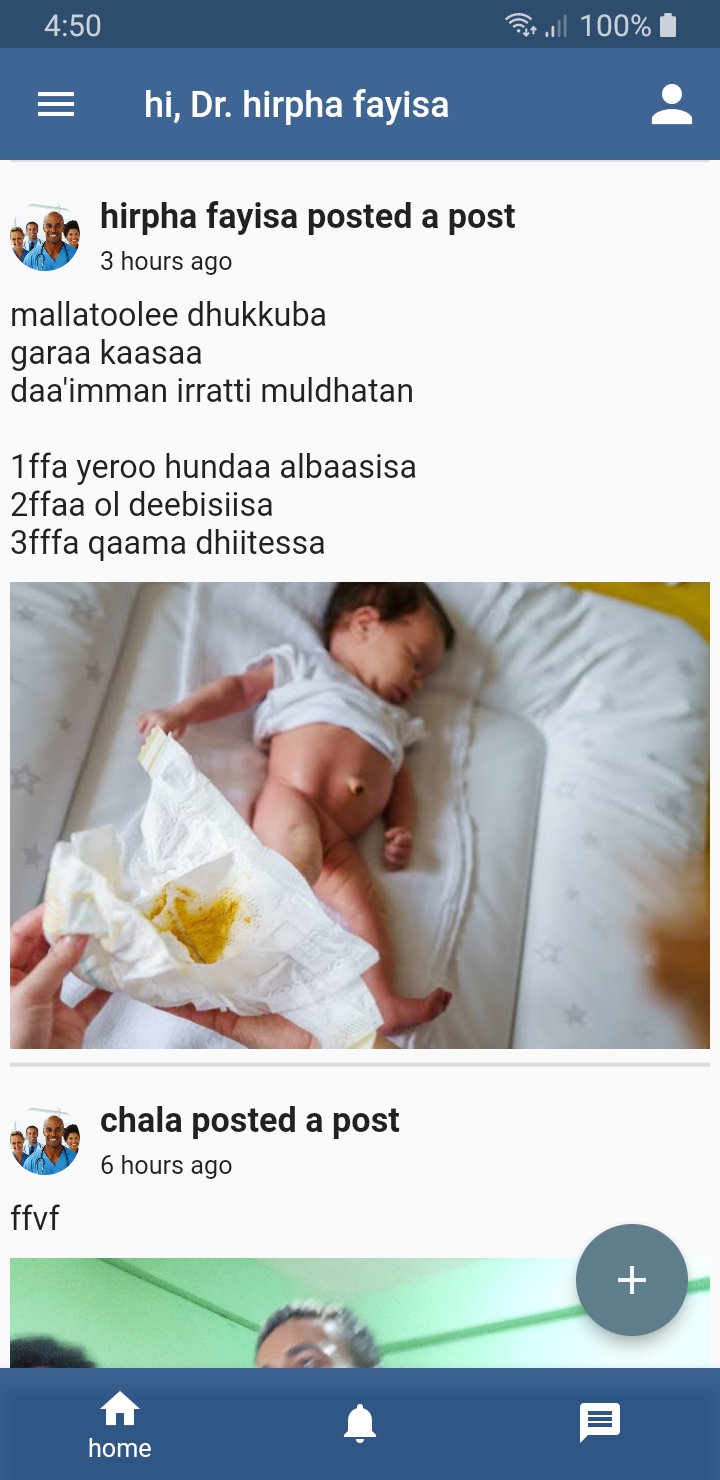 4:50
100%
hi, Dr. hirpha fayisa
hirpha fayisa posted a post
3 hours ago
mallatoolee dhukkuba
garaa kaasaa
daa'imman irratti muldhatan
1ffa yeroo hundaa albaasisa
2ffaa ol deebisiisa
3fffa qaama dhiitessa
chala posted a post
6 hours ago
ffvf
+
home